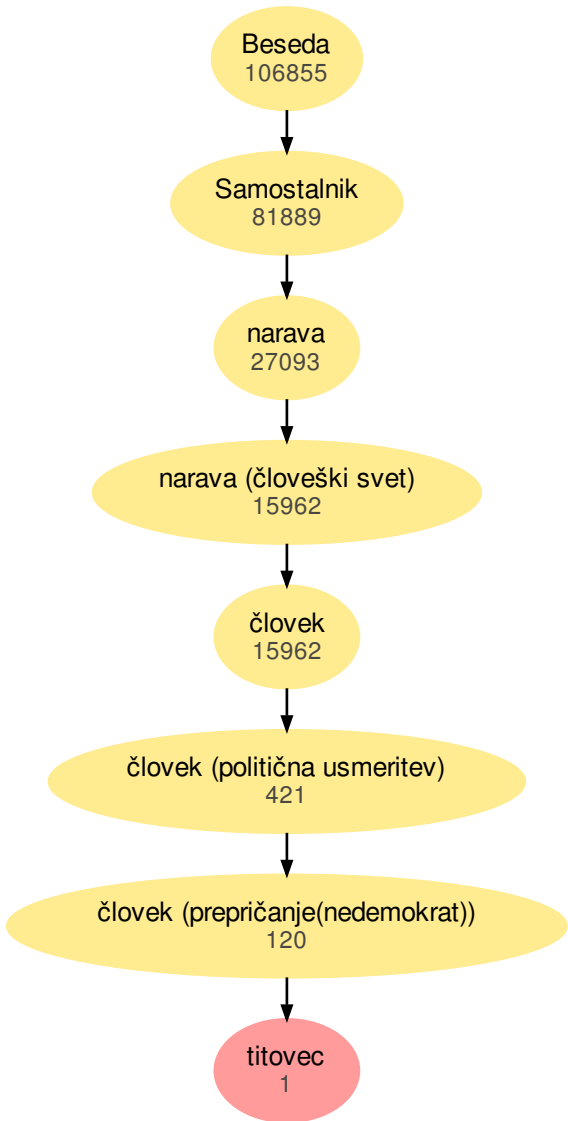 Beseda
106855
Samostalnik
81889
narava
27093
narava (človeški svet)
15962
človek
15962
človek (politična usmeritev)
421
človek (prepričanje(nedemokrat))
120
titovec
1